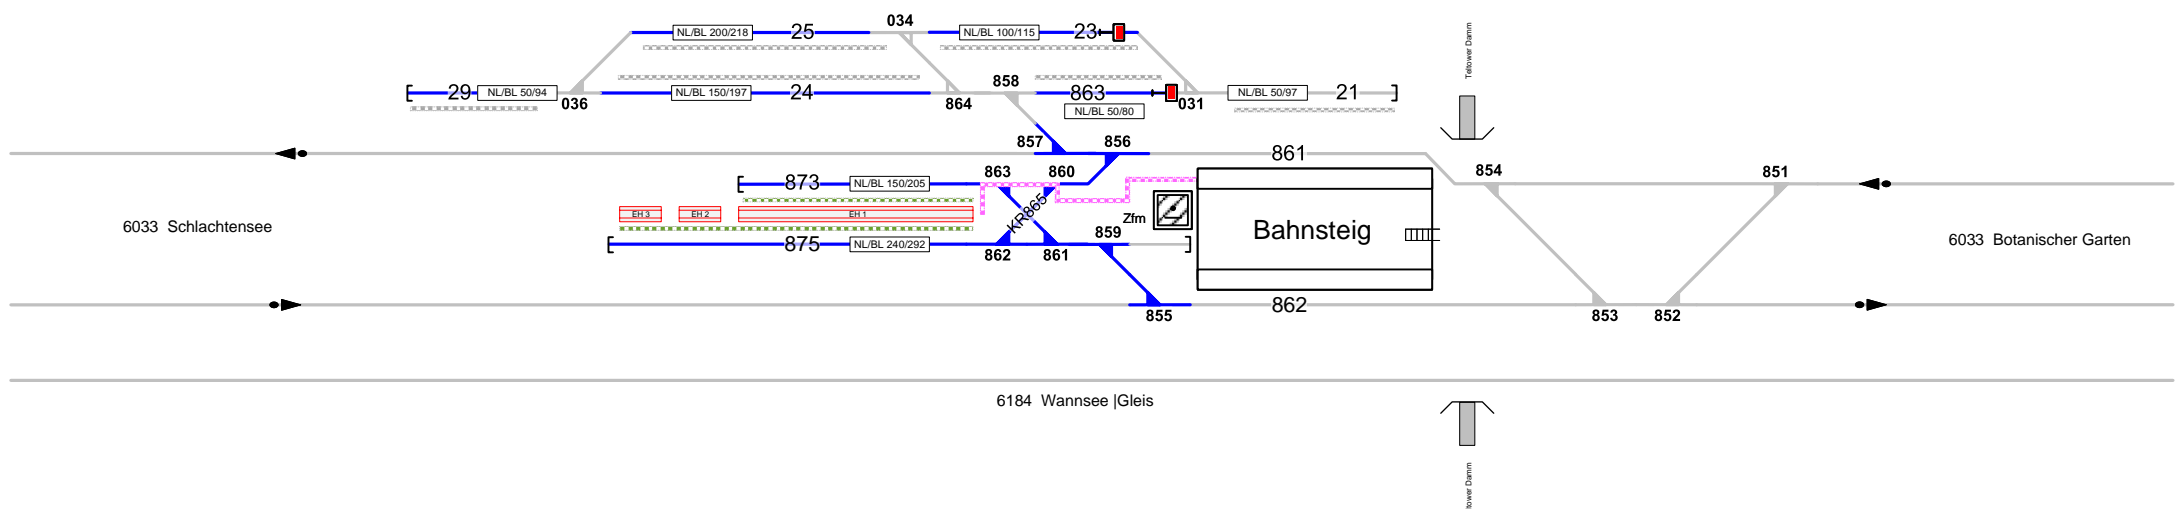 034
NL/BL 200/218
25
NL/BL 100/115
23
Teltower Damm
858
29
NL/BL 50/94
036
NL/BL 150/197
24
864
863
031
NL/BL 50/97
21
NL/BL 50/80
857
856
861
863
860
854
851
873
NL/BL 150/205
KR865
EH 3
EH 2
EH 1
Zfm
6033 Schlachtensee
Bahnsteig
6033 Botanischer Garten
859
875
NL/BL 240/292
862
861
862
855
853
852
6184 Wannsee |Gleis
tower Damm